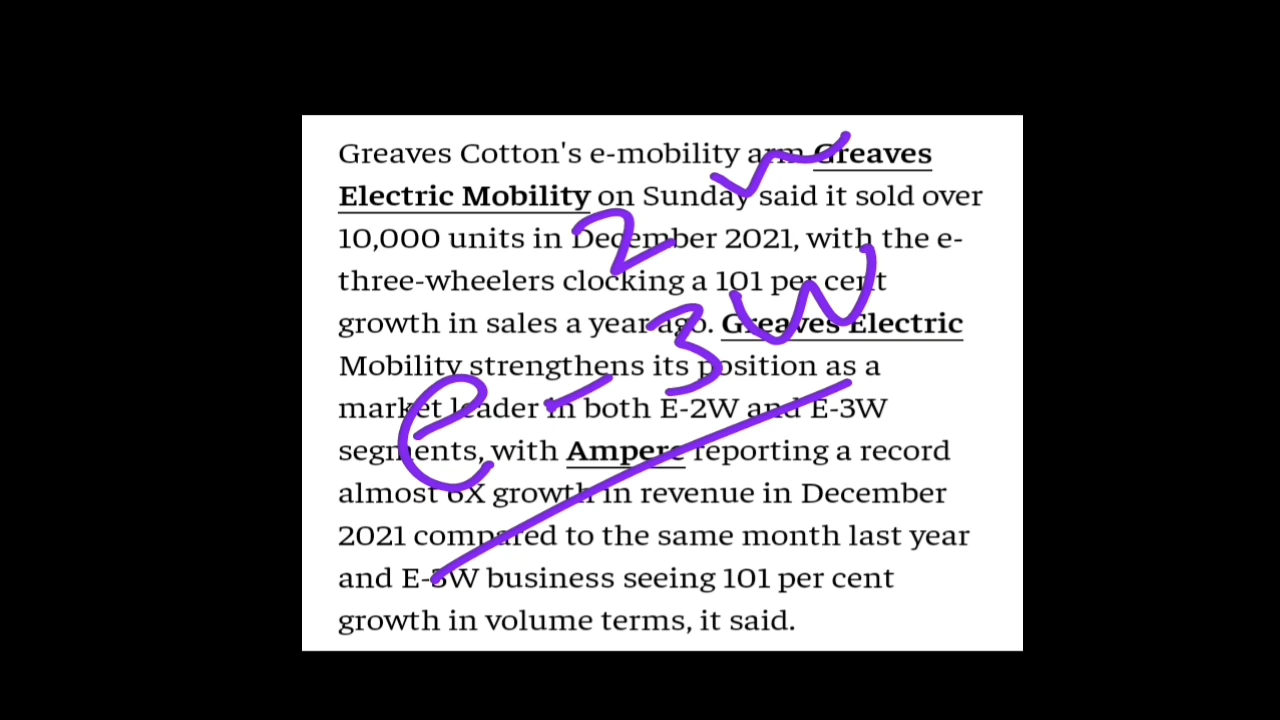 Greaves Cotton's e-mobility arm Greaves
Electric Mobility on Sunday said it sold over
10,000 units in December 2021, with the e-
three-wheelers clocking a 101 per cent
growth in sales a year ago. Greaves Electric
Mobility strengthens its position as a
market leader in both E-2W and E-3W
segments, with Ampere reporting a record
almost 6X growth in revenue in December
2021 compared to the same month last year
and E-3W business seeing 101 per cent
growth in volume terms, it said.
2
e-3W